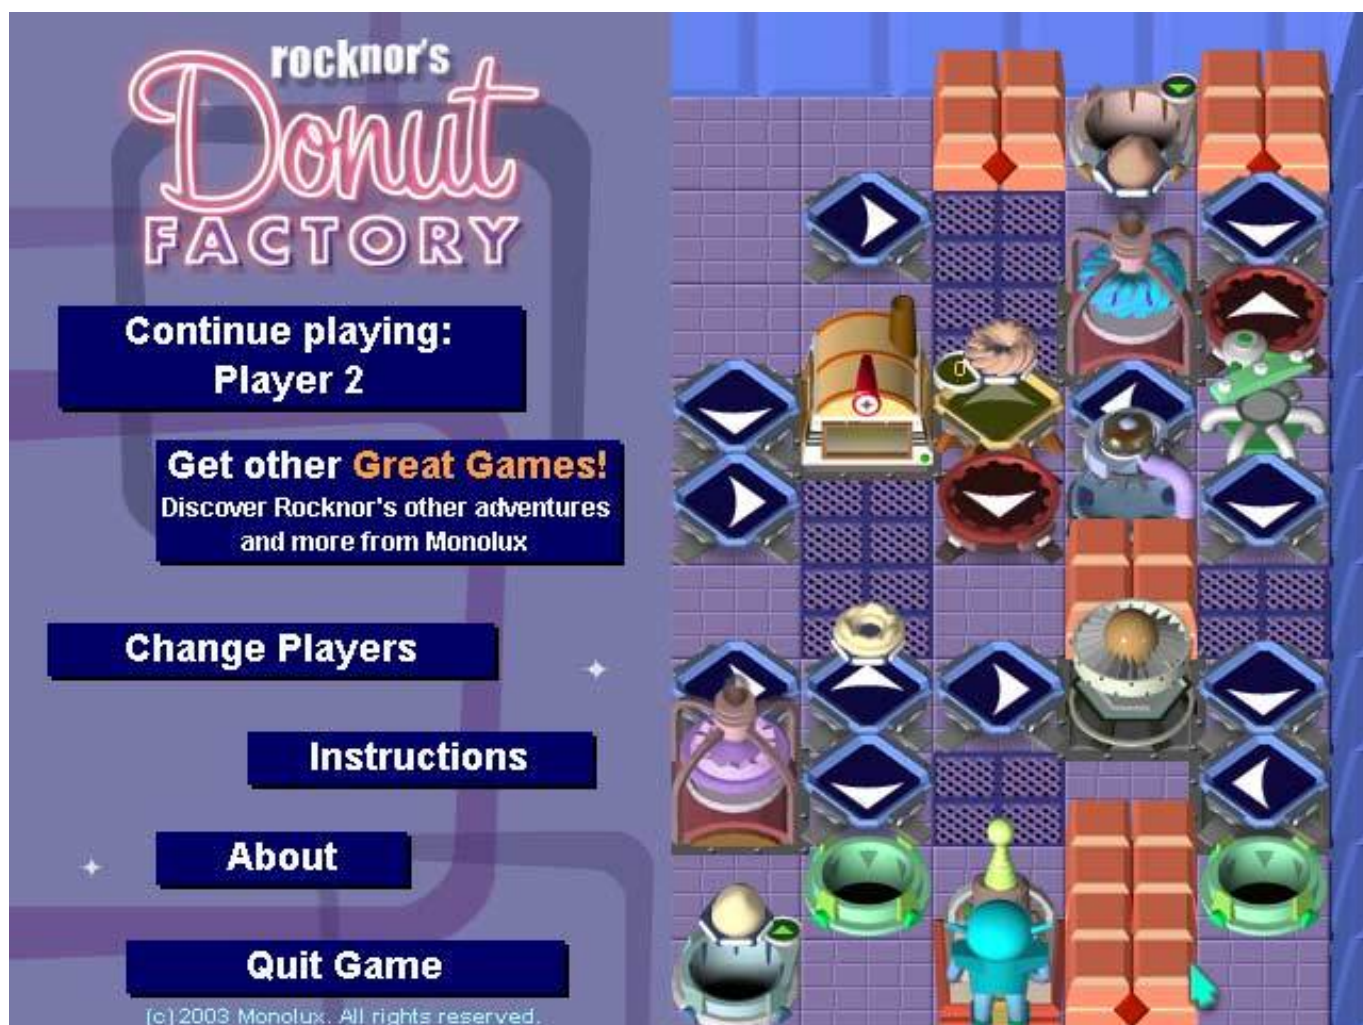 rocknor's
Donut
FACTORY
Continue playing:
Player 2
Get other Great Games!
Discover Rocknor's other adventures
and more from Monolux
Change Players
Instructions
About
Quit Game
(c) 2003 Monolux. All rights reserved.